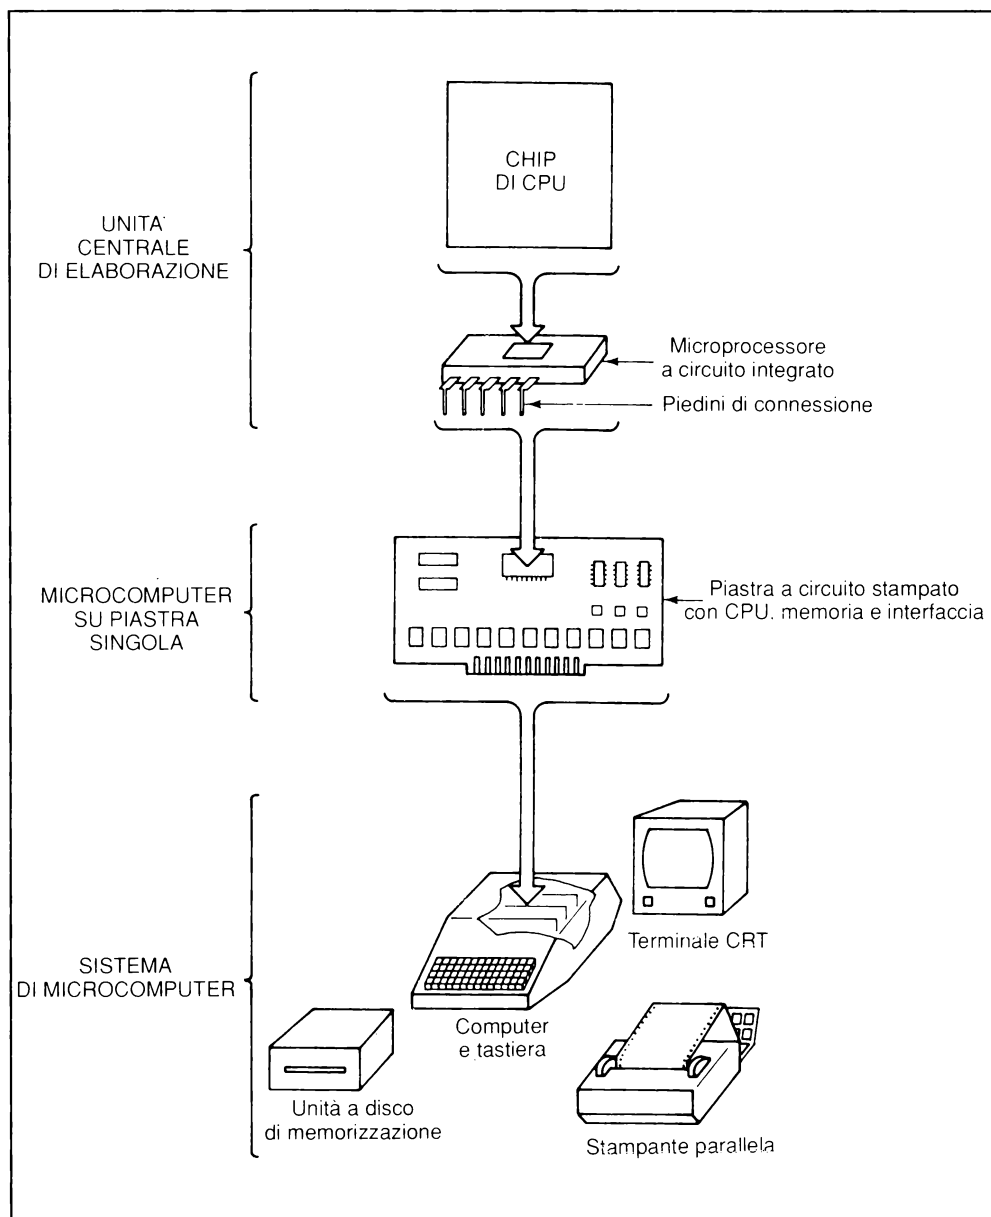 CHIP
DI CPU
UNITA
CENTRALE
DI ELABORAZIONE
Microprocessore
a circuito integrato
Piedini di connessione
MICROCOMPUTER
SU PIASTRA
SINGOLA
Piastra a circuito stampato
con CPU, memoria e interfaccia
Terminale CRT
SISTEMA
DI MICROCOMPUTER
Computer
e tastiera
Unità a disco
di memorizzazione
Stampante parallela